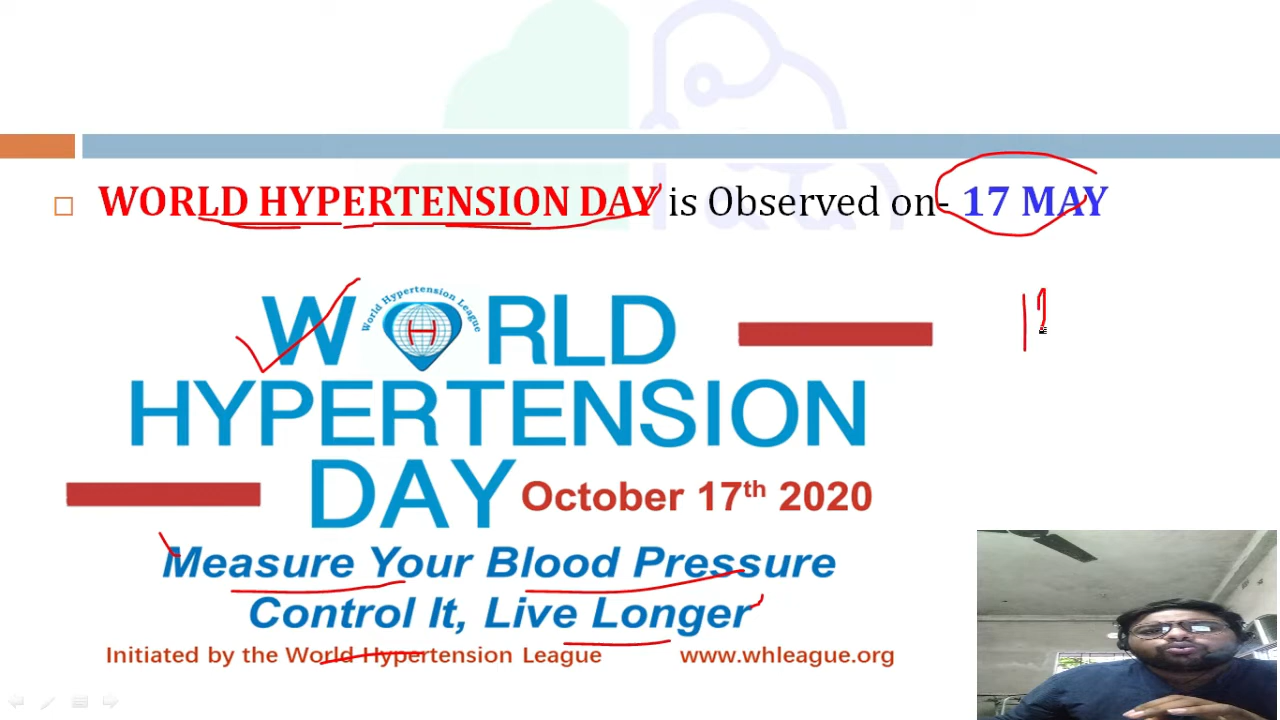 WORLD HYPERTENSION DAY is Observed on- 17 MAY
WORLD
World Hypertension League
H
HYPERTENSION
DAY October 17th 2020
Measure Your Blood Pressure
Control It, Live Longer
Initiated by the World Hypertension League www.whleague.org